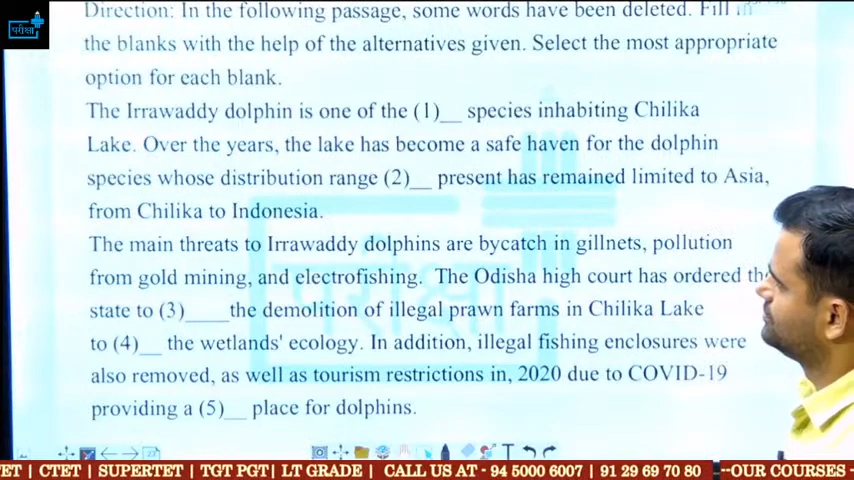 परीक्षा
Direction: In the following passage, some words have been deleted. Fill in
the blanks with the help of the alternatives given. Select the most appropriate
option for each blank.
The Irrawaddy dolphin is one of the (1)__ species inhabiting Chilika
Lake. Over the years, the lake has become a safe haven for the dolphin
species whose distribution range (2)__ present has remained limited to Asia,
from Chilika to Indonesia.
The main threats to Irrawaddy dolphins are bycatch in gillnets, pollution
from gold mining, and electrofishing. The Odisha high court has ordered the
state to (3)____the demolition of illegal prawn farms in Chilika Lake
to (4)__ the wetlands' ecology. In addition, illegal fishing enclosures were
also removed, as well as tourism restrictions in, 2020 due to COVID-19
providing a (5)__ place for dolphins.
परीक्षा
23
ET | CTET | SUPERTET | TGT PGT| LT GRADE | CALL US AT - 94 5000 6007 | 91 29 69 70 80 --OUR COURSES -